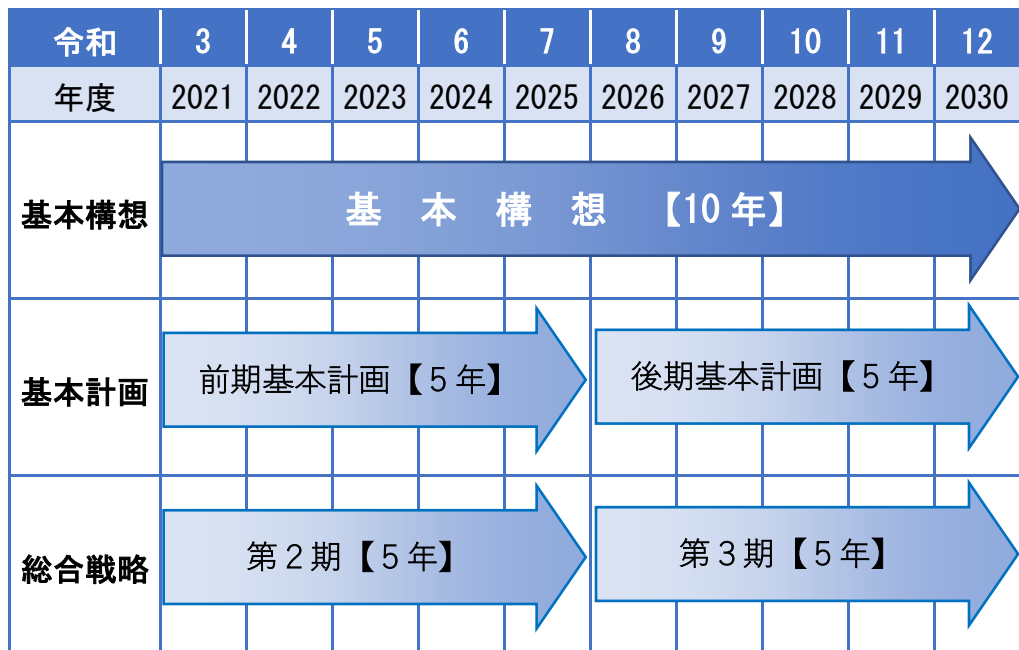 令和 3 4 5 6 7 8 9 10 11 12
年度 2021 2022 2023 2024 2025 2026 2027 2028 2029 2030
基本構想 基本構想 【10年】
基本計画 前期基本計画【５年】 後期基本計画【５年】
総合戦略 第２期【５年】 第３期【５年】